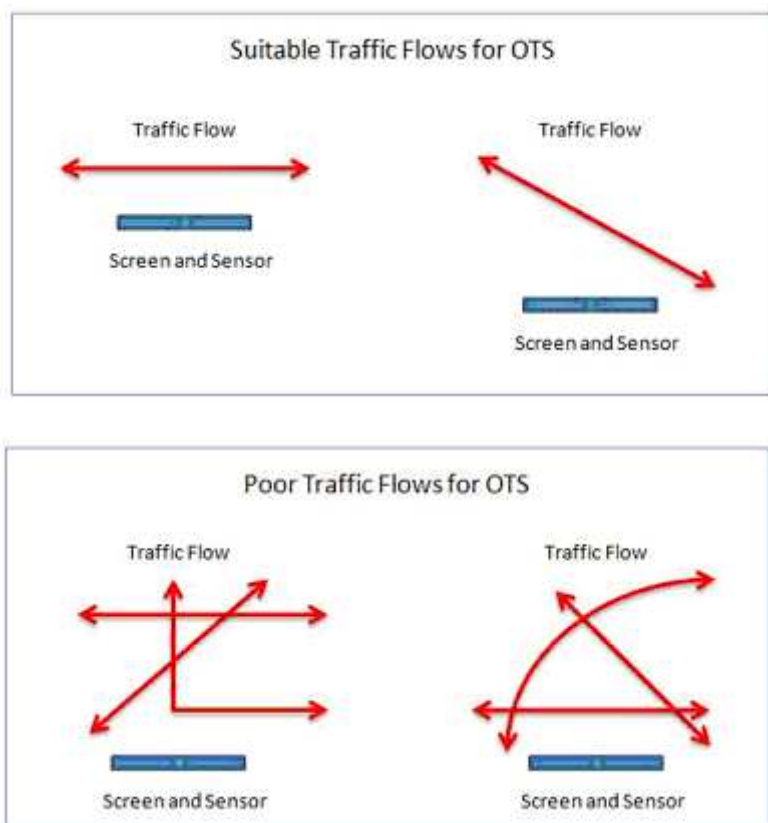 Suitable Traffic Flows for OTS
Traffic Flow
Traffic Flow
Screen and Sensor
Screen and Sensor
Poor Traffic Flows for OTS
Traffic Flow
Traffic Flow
Screen and Sensor
Screen and Sensor